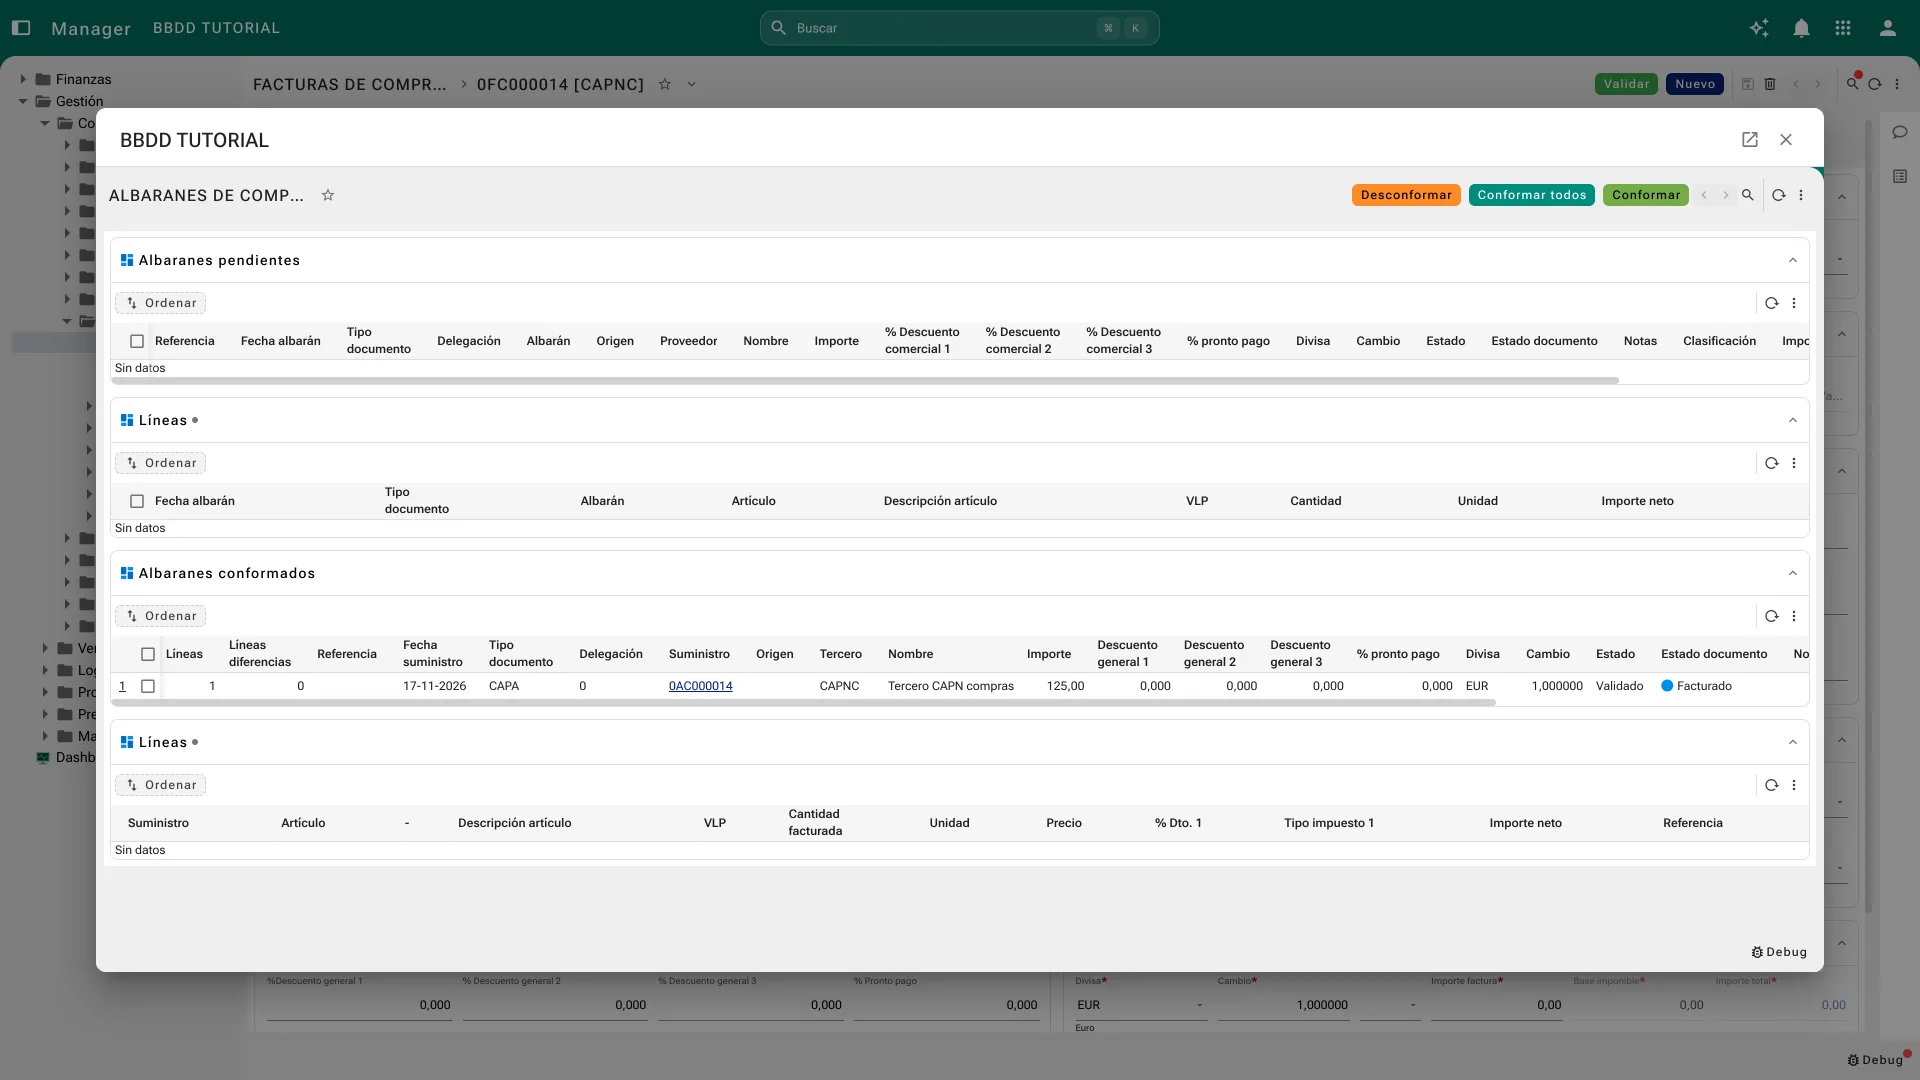 Manager BBDD TUTORIAL Buscar ⌘ K
Finanzas
Gestión
FACTURAS DE COMPR... > 0FC000014 [CAPNC] Validar Nuevo
BBDD TUTORIAL
ALBARANES DE COMP... Desconformar Conformar todos Conformar
Albaranes pendientes
Ordenar
Referencia Fecha albarán Tipo documento Delegación Albarán Origen Proveedor Nombre Importe % Descuento comercial 1 % Descuento comercial 2 % Descuento comercial 3 % pronto pago Divisa Cambio Estado Estado documento Notas Clasificación Impo
Sin datos
Líneas
Ordenar
Fecha albarán Tipo documento Albarán Artículo Descripción artículo VLP Cantidad Unidad Importe neto
Sin datos
Albaranes conformados
Ordenar
Líneas Líneas diferencias Referencia Fecha suministro Tipo documento Delegación Suministro Origen Tercero Nombre Importe Descuento general 1 Descuento general 2 Descuento general 3 % pronto pago Divisa Cambio Estado Estado documento No
1 1 0 17-11-2026 CAPA 0 0AC000014 CAPNC Tercero CAPN compras 125,00 0,000 0,000 0,000 0,000 EUR 1,000000 Validado Facturado
Líneas
Ordenar
Suministro Artículo - Descripción artículo VLP Cantidad facturada Unidad Precio % Dto. 1 Tipo impuesto 1 Importe neto Referencia
Sin datos
Debug
Co
Ve
Log
Pro
Pre
Ma
Dashb
%Descuento general 1 % Descuento general 2 % Descuento general 3 % Pronto pago Divisa* Cambio* Importe factura* Base imponible* Importe total*
0,000 0,000 0,000 0,000 EUR - 1,000000 - 0,00 0,00 0,00
Euro
Debug